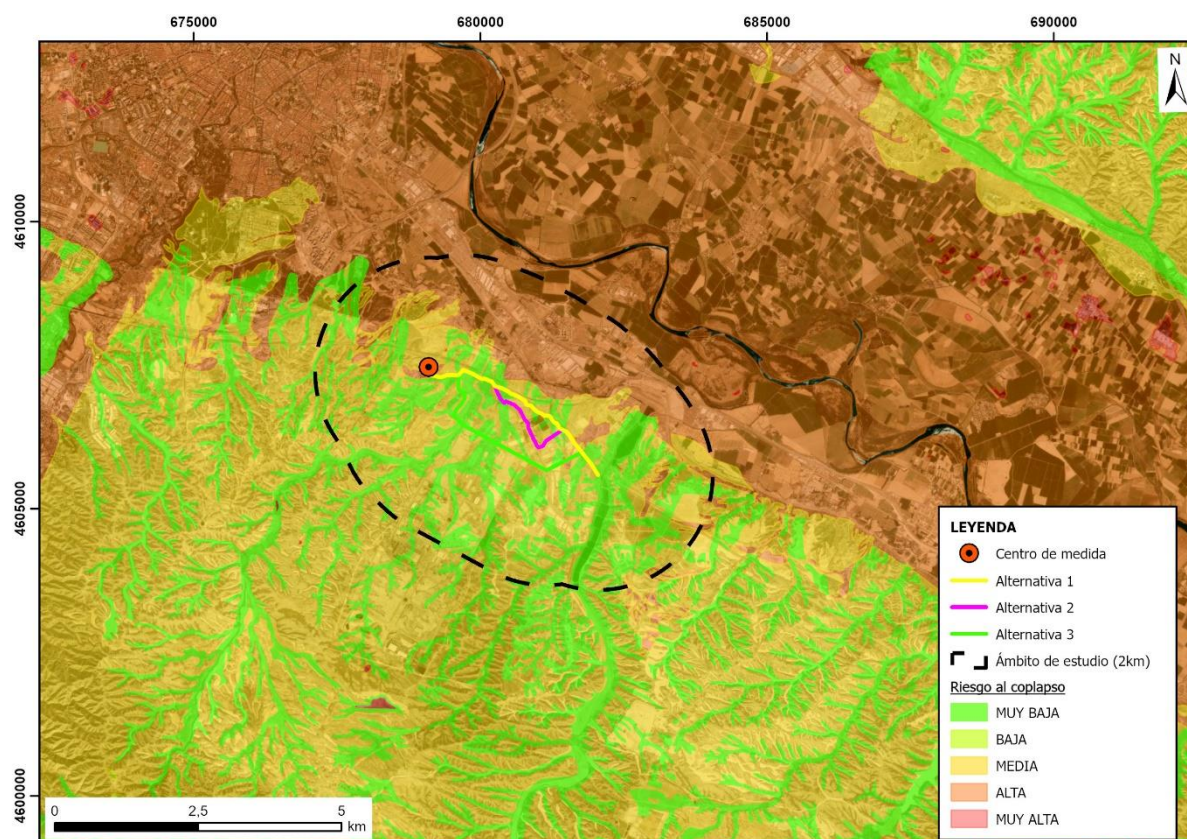 675000
680000
685000
690000
4610000
4605000
4600000
N
LEYENDA
Centro de medida
Alternativa 1
Alternativa 2
Alternativa 3
Ámbito de estudio (2km)
Riesgo al coplapso
MUY BAJA
BAJA
MEDIA
ALTA
MUY ALTA
0
2,5
5
km